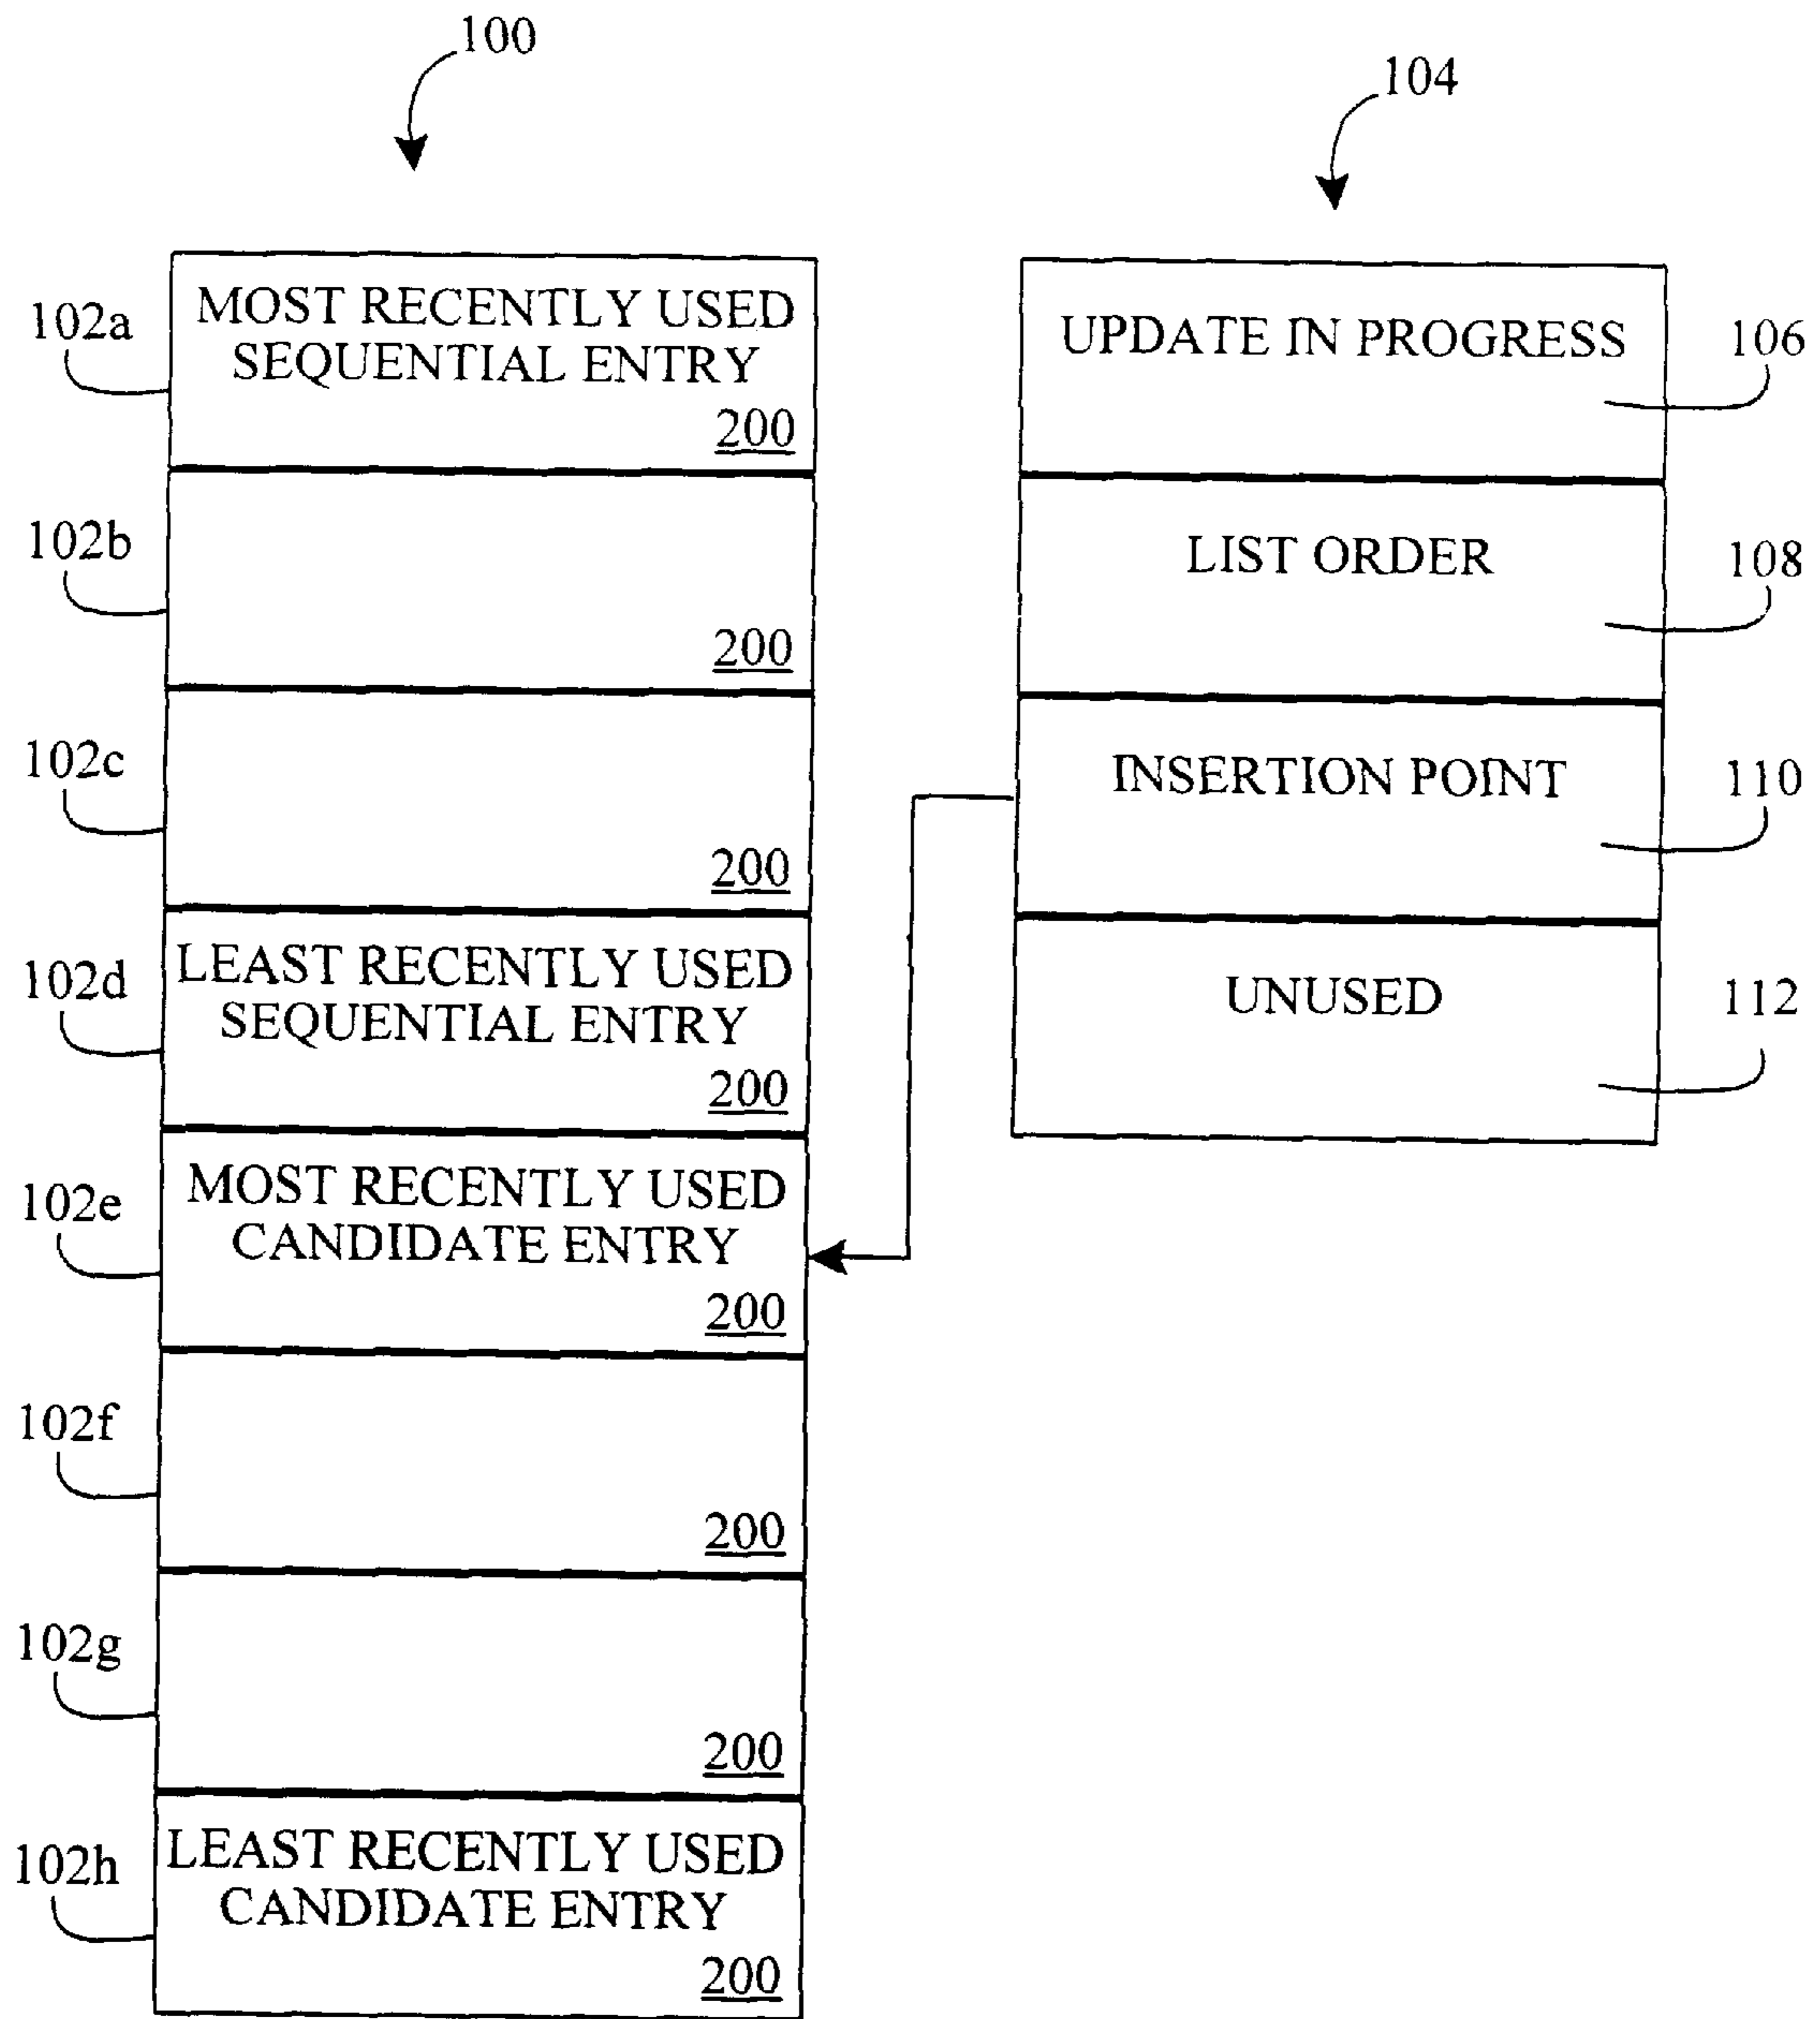 100
104
102a
MOST RECENTLY USED
SEQUENTIAL ENTRY
200
102b
200
102c
200
102d
LEAST RECENTLY USED
SEQUENTIAL ENTRY
200
102e
MOST RECENTLY USED
CANDIDATE ENTRY
200
102f
200
102g
200
102h
LEAST RECENTLY USED
CANDIDATE ENTRY
200
UPDATE IN PROGRESS
106
LIST ORDER
108
INSERTION POINT
110
UNUSED
112